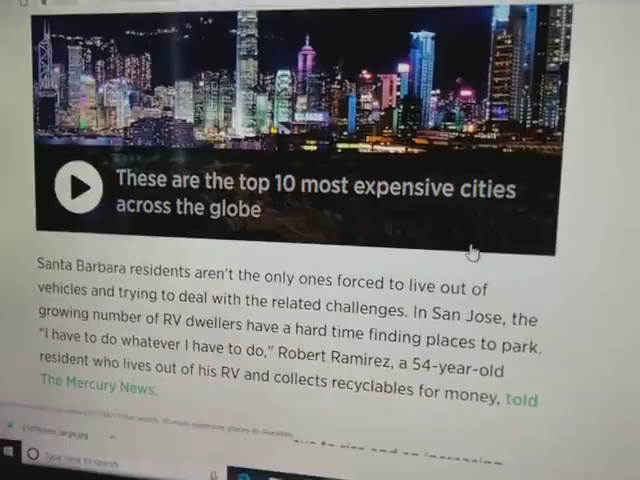 These are the top 10 most expensive cities
across the globe
Santa Barbara residents aren't the only ones forced to live out of
vehicles and trying to deal with the related challenges. In San Jose, the
growing number of RV dwellers have a hard time finding places to park.
"I have to do whatever I have to do," Robert Ramirez, a 54-year-old
resident who lives out of his RV and collects recyclables for money, told
The Mercury News.
Type here to search